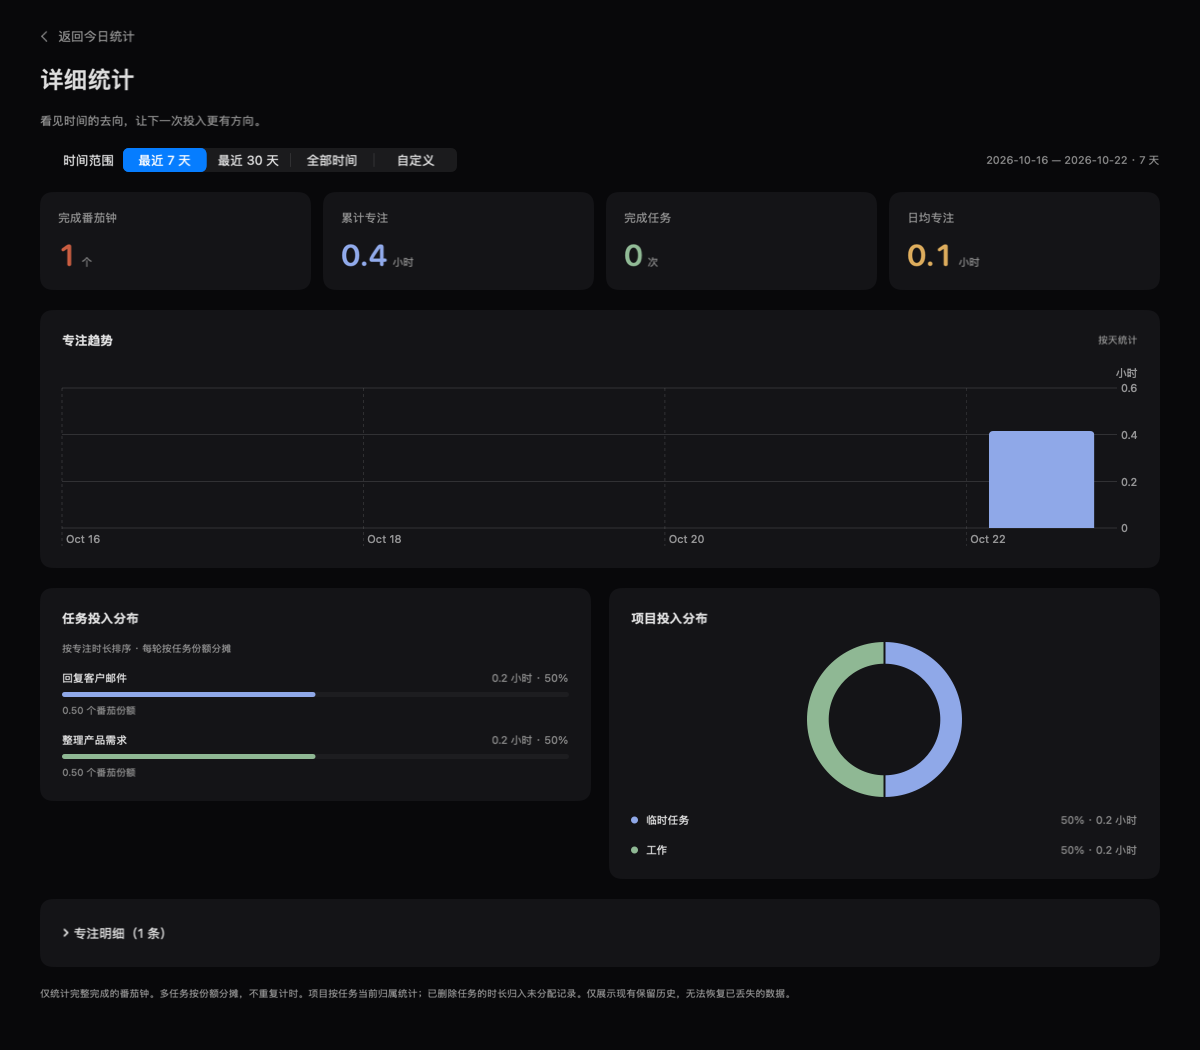 返回今日统计
详细统计
看见时间的去向，让下一次投入更有方向。
时间范围 最近 7 天 最近 30 天 全部时间 自定义 2026-10-16 — 2026-10-22 · 7 天
完成番茄钟 累计专注 完成任务 日均专注
1 个 0.4 小时 0 次 0.1 小时
专注趋势 按天统计
小时
0.6
0.4
0.2
0
Oct 16 Oct 18 Oct 20 Oct 22
任务投入分布
按专注时长排序 · 每轮按任务份额分摊
回复客户邮件 0.2 小时 · 50%
0.50 个番茄份额
整理产品需求 0.2 小时 · 50%
0.50 个番茄份额
项目投入分布
临时任务 50% · 0.2 小时
工作 50% · 0.2 小时
专注明细（1 条）
仅统计完整完成的番茄钟。多任务按份额分摊，不重复计时。项目按任务当前归属统计；已删除任务的时长归入未分配记录。仅展示现有保留历史，无法恢复已丢失的数据。